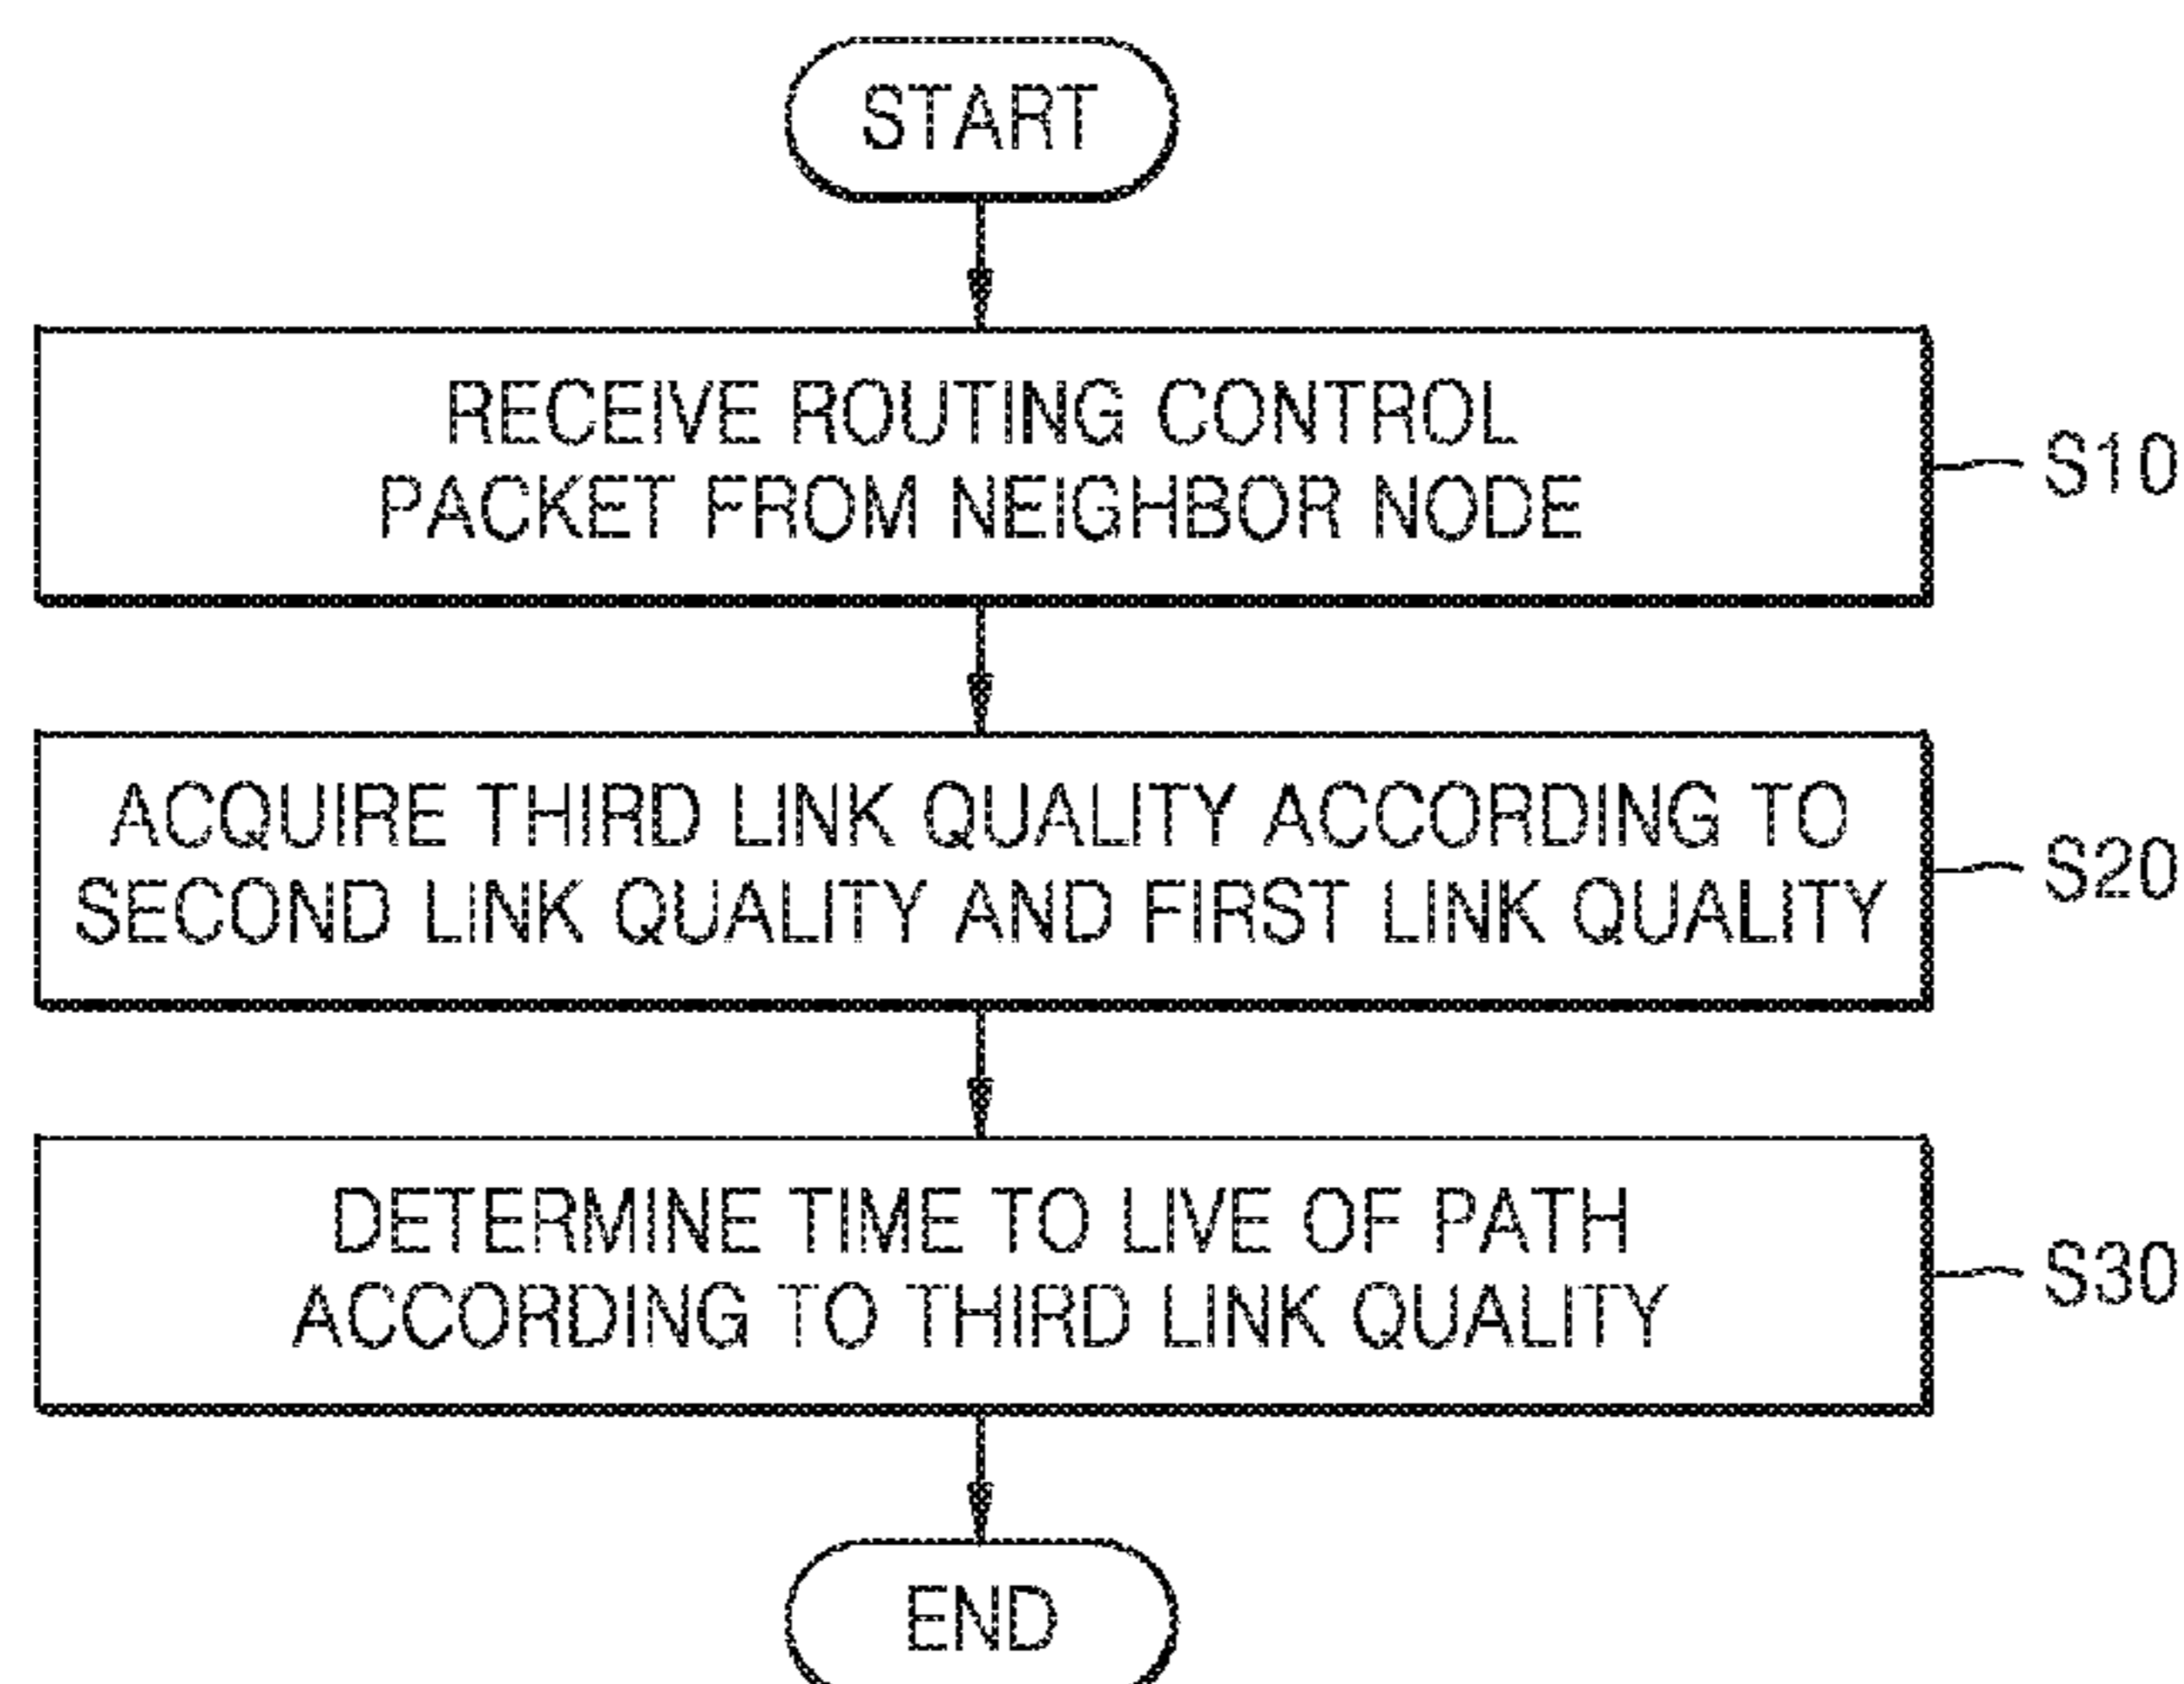 START
RECEIVE ROUTING CONTROL
PACKET FROM NEIGHBOR NODE
S10
ACQUIRE THIRD LINK QUALITY ACCORDING TO
SECOND LINK QUALITY AND FIRST LINK QUALITY
S20
DETERMINE TIME TO LIVE OF PATH
ACCORDING TO THIRD LINK QUALITY
S30
END